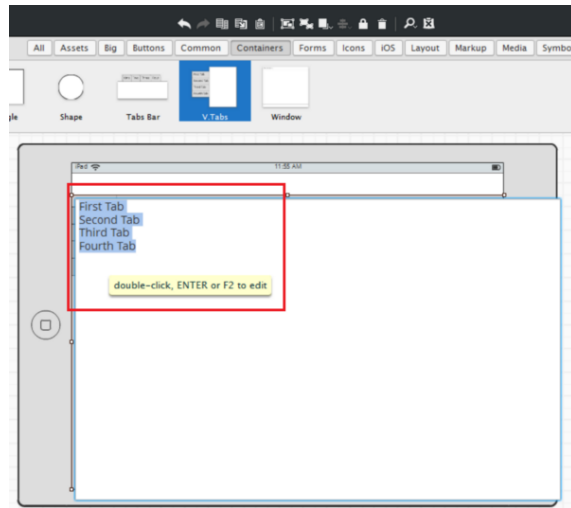 All Assets Big Buttons Common Containers Forms Icons iOS Layout Markup Media Symbo
gle Shape Tabs Bar V.Tabs Window
iPad 11:55 AM
First Tab
Second Tab
Third Tab
Fourth Tab
double-click, ENTER or F2 to edit